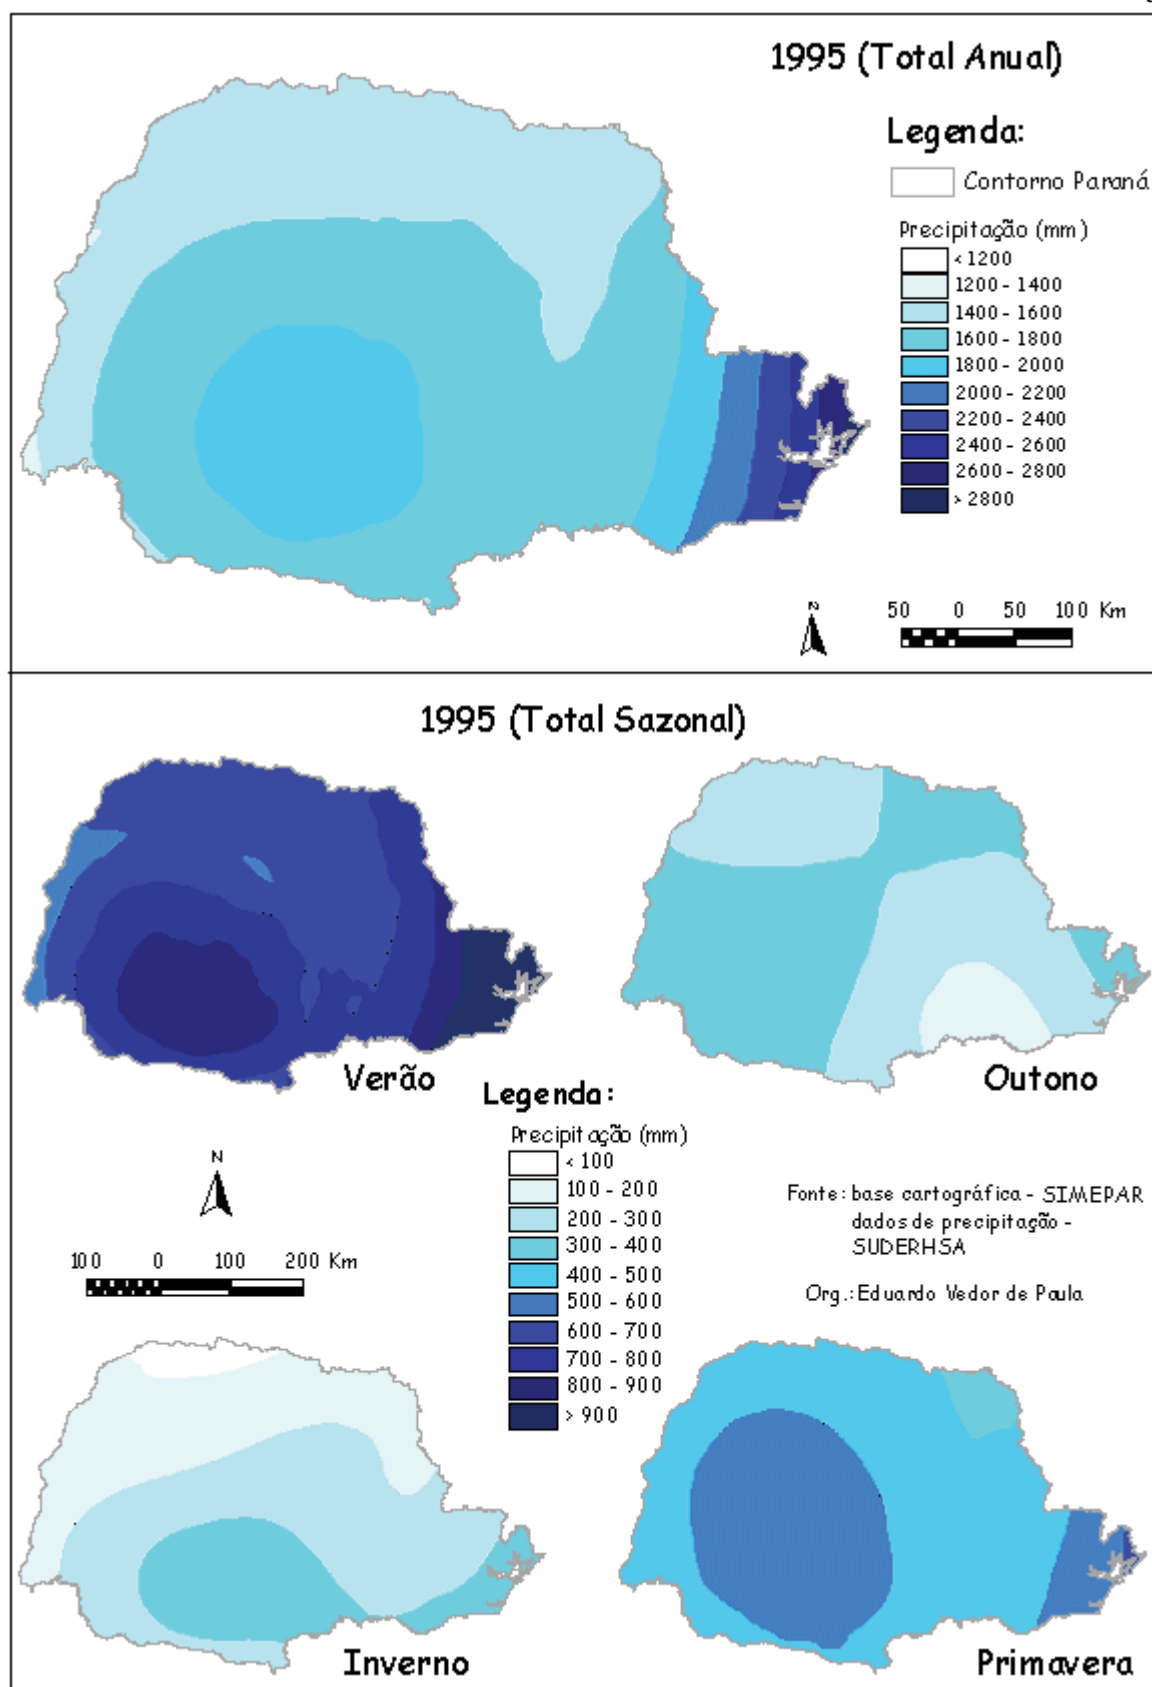 1995 (Total Anual)
Legenda:
Contorno Paraná
Precipitação (mm)
< 1200
1200 - 1400
1400 - 1600
1600 - 1800
1800 - 2000
2000 - 2200
2200 - 2400
2400 - 2600
2600 - 2800
> 2800
N
50 0 50 100 Km
1995 (Total Sazonal)
Verão
Outono
Legenda:
Precipitação (mm)
< 100
100 - 200
200 - 300
300 - 400
400 - 500
500 - 600
600 - 700
700 - 800
800 - 900
> 900
N
100 0 100 200 Km
Fonte: base cartográfica - SIMEPAR
dados de precipitação -
SUDERHSA
Org.: Eduardo Vedor de Paula
Inverno
Primavera